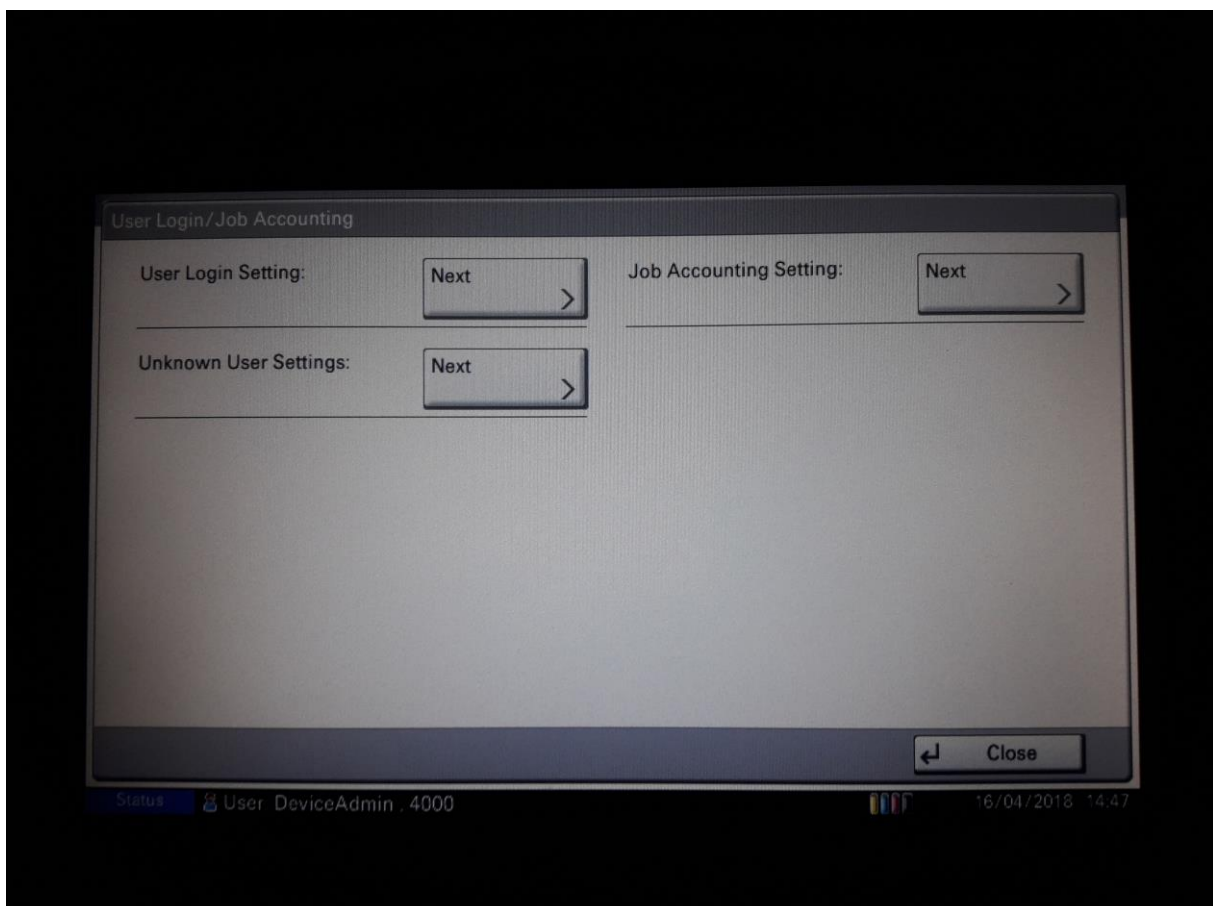 User Login/Job Accounting
User Login Setting: Next
Job Accounting Setting: Next
Unknown User Settings: Next
Close
Status User DeviceAdmin . 4000 16/04/2018 14:47